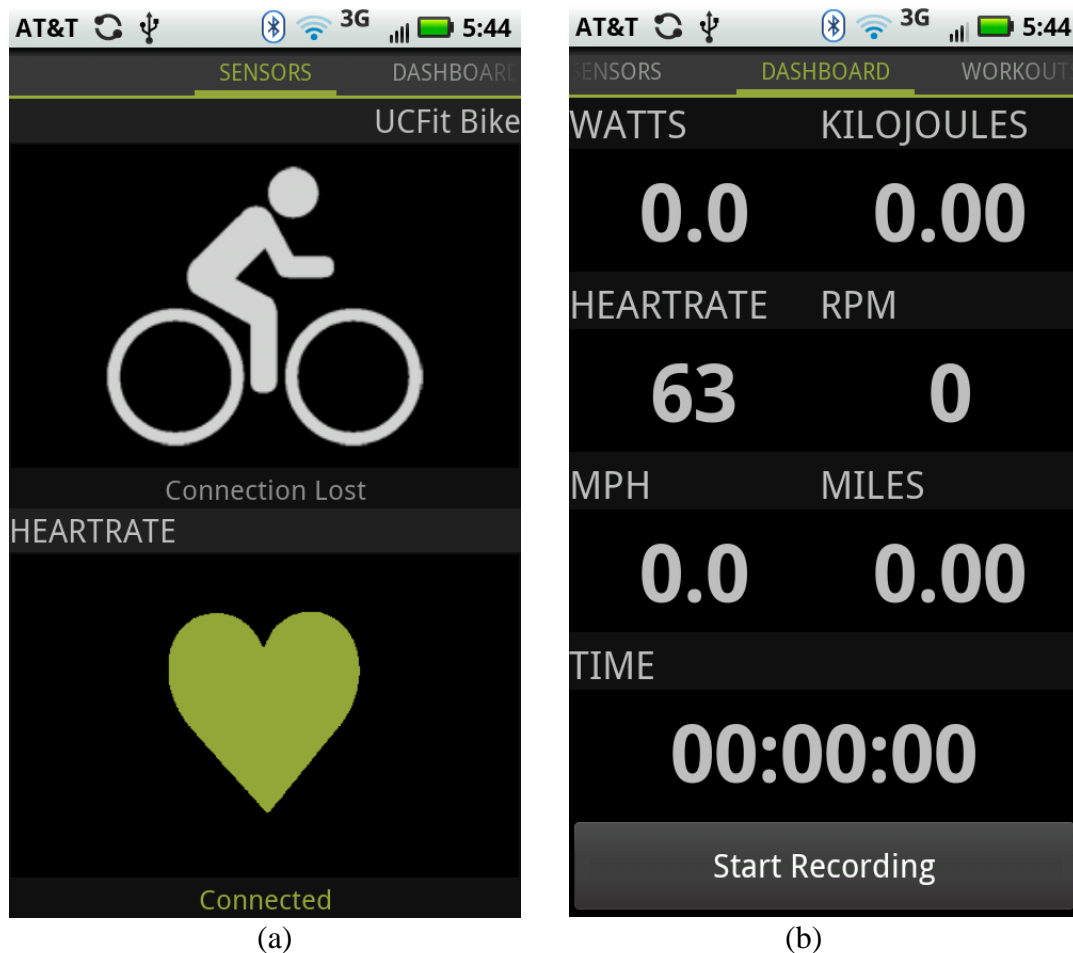 AT&T 3G 5:44
SENSORS DASHBOARD
UCFit Bike
Connection Lost
HEARTRATE
Connected
(a)
AT&T 3G 5:44
SENSORS DASHBOARD WORKOUTS
WATTS KILOJOULES
0.0 0.00
HEARTRATE RPM
63 0
MPH MILES
0.0 0.00
TIME
00:00:00
Start Recording
(b)